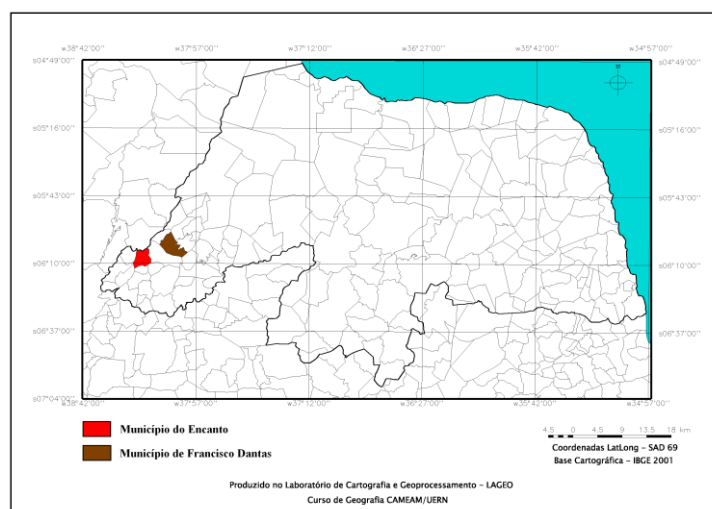 w38°42'00'' w37°57'00'' w37°12'00'' w36°27'00'' w35°42'00'' w34°57'00''
s04°49'00'' s04°49'00''
N
s05°16'00'' s05°16'00''
s05°43'00'' s05°43'00''
s06°10'00'' s06°10'00''
s06°37'00'' s06°37'00''
s07°04'00'' s07°04'00''
w38°42'00'' w37°57'00'' w37°12'00'' w36°27'00'' w35°42'00'' w34°57'00''
Município do Encanto
Município de Francisco Dantas
4.5 0 4.5 9 13.5 18 km
Coordenadas LatLong - SAD 69
Base Cartográfica - IBGE 2001
Produzido no Laboratório de Cartografia e Geoprocessamento - LAGEO
Curso de Geografia CAMEAM/UERN